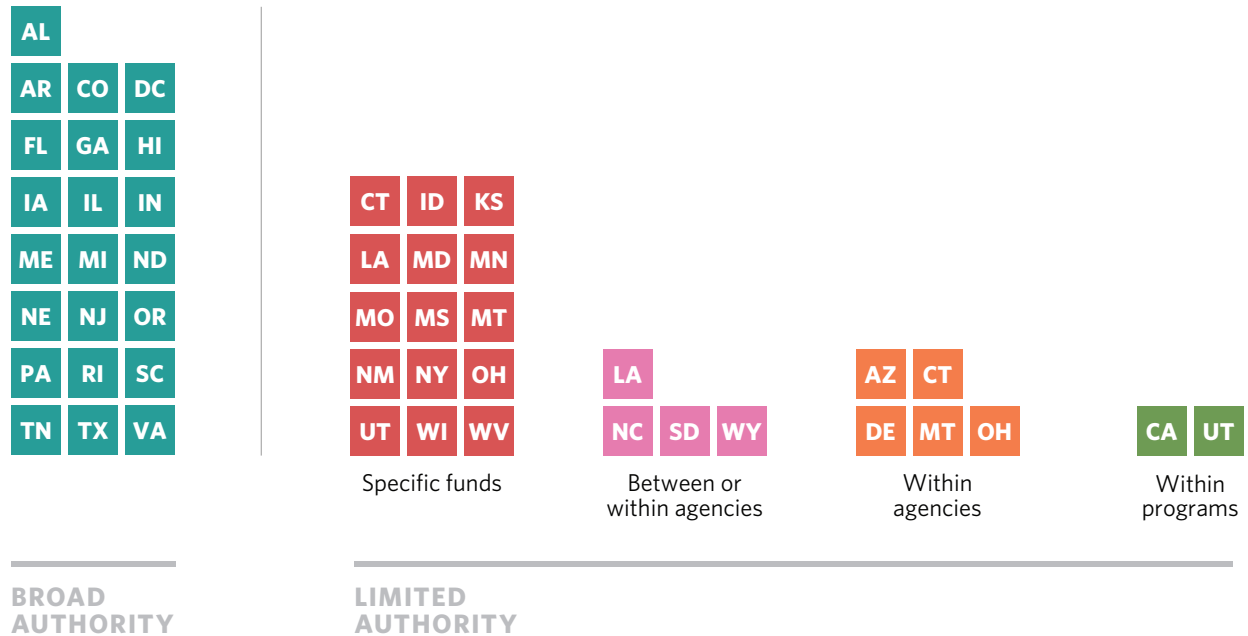 AL
AR CO DC
FL GA HI
IA IL IN
ME MI ND
NE NJ OR
PA RI SC
TN TX VA
BROAD
AUTHORITY
CT ID KS
LA MD MN
MO MS MT
NM NY OH
UT WI WV
Specific funds
LA
NC SD WY
Between or
within agencies
AZ CT
DE MT OH
Within
agencies
CA UT
Within
programs
LIMITED
AUTHORITY